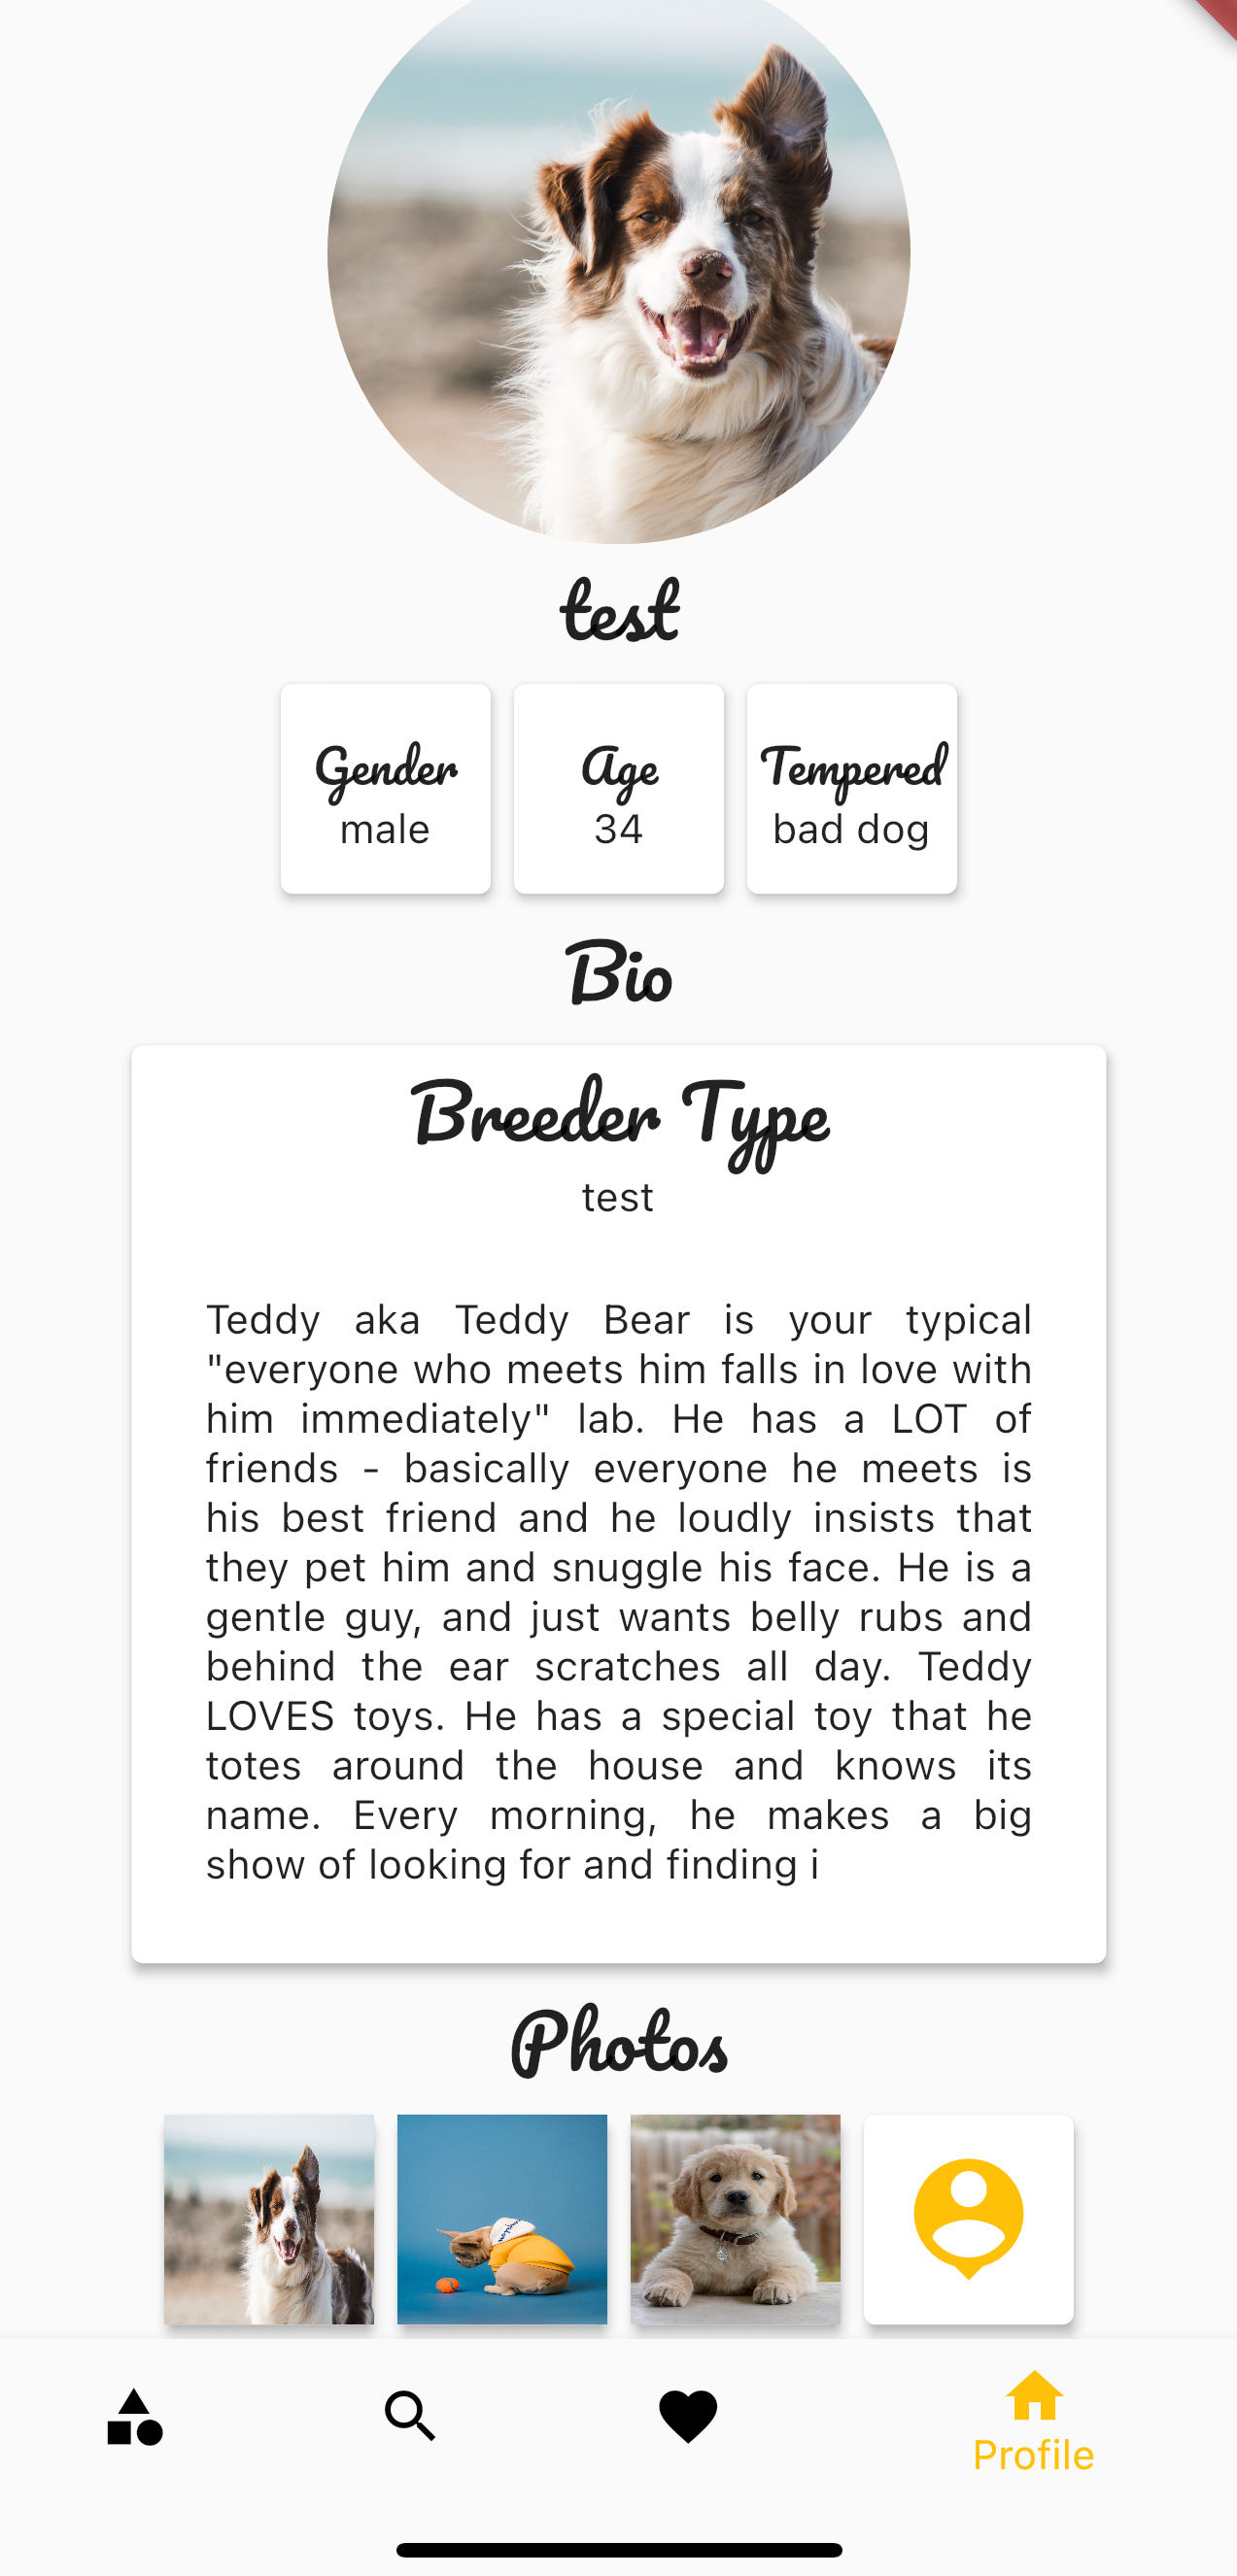 test
Gender
male
Age
34
Tempered
bad dog
Bio
Breeder Type
test
Teddy aka Teddy Bear is your typical
"everyone who meets him falls in love with
him immediately" lab. He has a LOT of
friends - basically everyone he meets is
his best friend and he loudly insists that
they pet him and snuggle his face. He is a
gentle guy, and just wants belly rubs and
behind the ear scratches all day. Teddy
LOVES toys. He has a special toy that he
totes around the house and knows its
name. Every morning, he makes a big
show of looking for and finding i
Photos
Profile